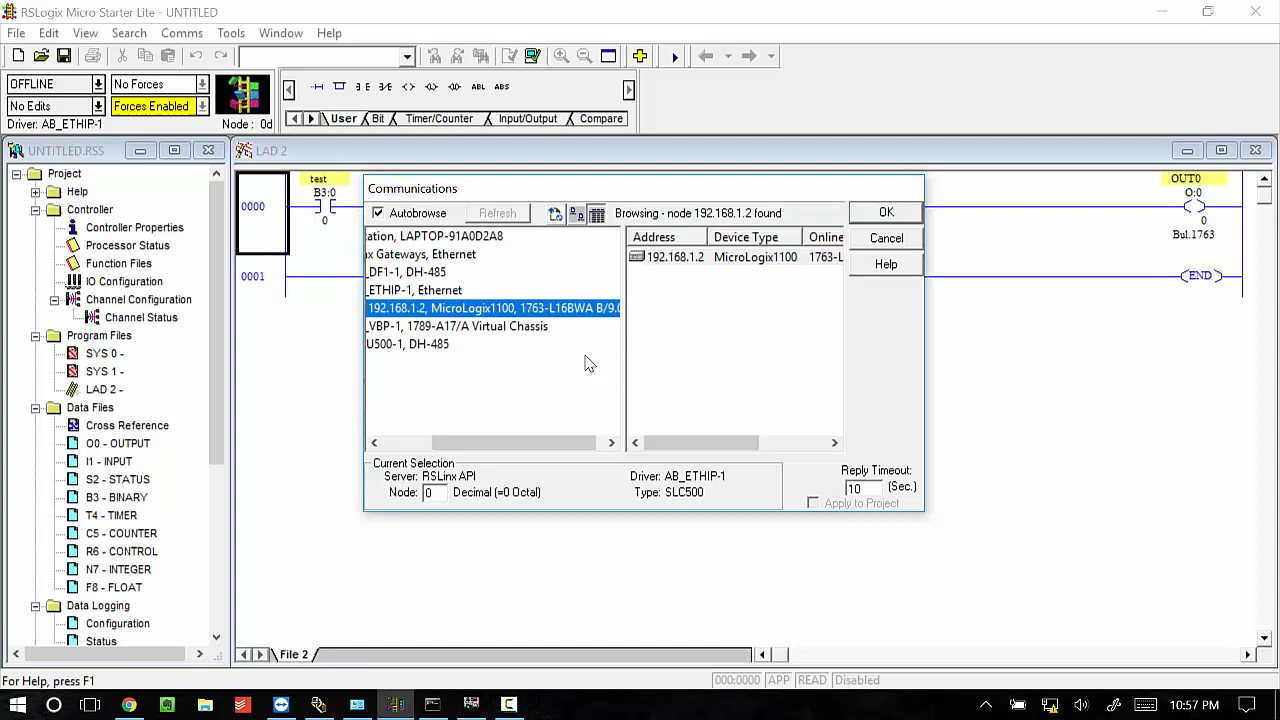 RSLogix Micro Starter Lite - UNTITLED
File Edit View Search Comms Tools Window Help
OFFLINE No Forces
No Edits Forces Enabled
Driver: AB_ETHIP-1 Node : 0d
ABL ABS
User Bit Timer/Counter Input/Output Compare
UNTITLED.RSS
Project
Help
Controller
Controller Properties
Processor Status
Function Files
IO Configuration
Channel Configuration
Channel Status
Program Files
SYS 0 -
SYS 1 -
LAD 2 -
Data Files
Cross Reference
O0 - OUTPUT
I1 - INPUT
S2 - STATUS
B3 - BINARY
T4 - TIMER
C5 - COUNTER
R6 - CONTROL
N7 - INTEGER
F8 - FLOAT
Data Logging
Configuration
Status
LAD 2
0000
test
B3:0
0
OUT0
O:0
0
Bul.1763
0001
END
Communications
Autobrowse Refresh Browsing - node 192.168.1.2 found
ation, LAPTOP-91A0D2A8
x Gateways, Ethernet
_DF1-1, DH-485
_ETHIP-1, Ethernet
192.168.1.2, MicroLogix1100, 1763-L16BWA B/9.0
_VBP-1, 1789-A17/A Virtual Chassis
U500-1, DH-485
Address Device Type Online
192.168.1.2 MicroLogix1100 1763-L
OK
Cancel
Help
Current Selection
Server: RSLinx API Driver: AB_ETHIP-1
Node: 0 Decimal (=0 Octal) Type: SLC500
Reply Timeout:
10 (Sec.)
Apply to Project
File 2
For Help, press F1
000:0000 APP READ Disabled
10:57 PM